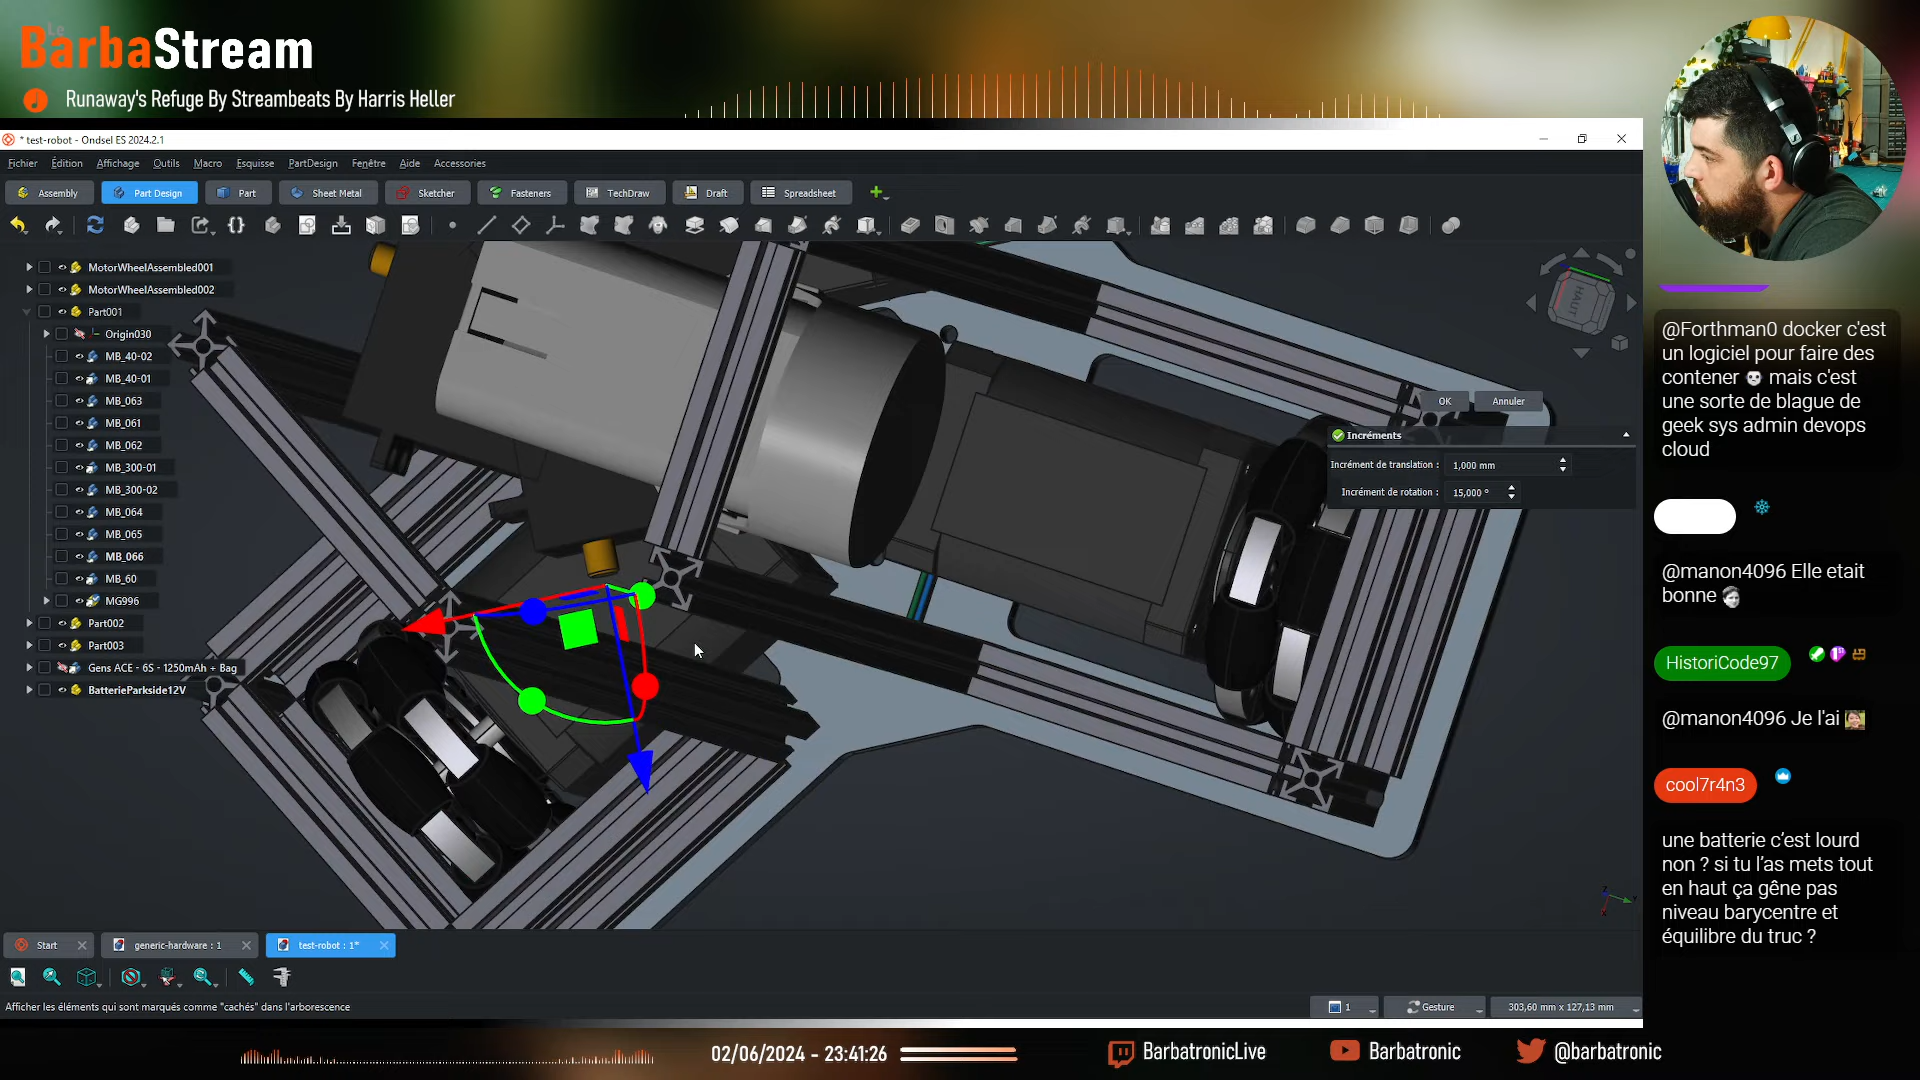 Le
BarbaStream
Runaway's Refuge By Streambeats By Harris Heller
* test-robot - Ondsel ES 2024.2.1
Fichier Édition Affichage Outils Macro Esquisse PartDesign Fenêtre Aide Accessories
Assembly Part Design Part Sheet Metal Sketcher Fasteners TechDraw Draft Spreadsheet
MotorWheelAssembled001
MotorWheelAssembled002
Part001
Origin030
MB_40-02
MB_40-01
MB_063
MB_061
MB_062
MB_300-01
MB_300-02
MB_064
MB_065
MB_066
MB_60
MG996
Part002
Part003
Gens ACE - 6S - 1250mAh + Bag
BatterieParkside12V
HAUT
OK Annuler
Incréments
Incrément de translation : 1,000 mm
Incrément de rotation : 15,000 °
Start generic-hardware : 1 test-robot : 1*
Afficher les éléments qui sont marqués comme "cachés" dans l'arborescence
1 Gesture 303,60 mm x 127,13 mm
@Forthman0 docker c'est
un logiciel pour faire des
contener mais c'est
une sorte de blague de
geek sys admin devops
cloud
@manon4096 Elle etait
bonne
HistoriCode97
@manon4096 Je l'ai
cool7r4n3
une batterie c’est lourd
non ? si tu l’as mets tout
en haut ça gêne pas
niveau barycentre et
équilibre du truc ?
02/06/2024 - 23:41:26
BarbatronicLive Barbatronic @barbatronic